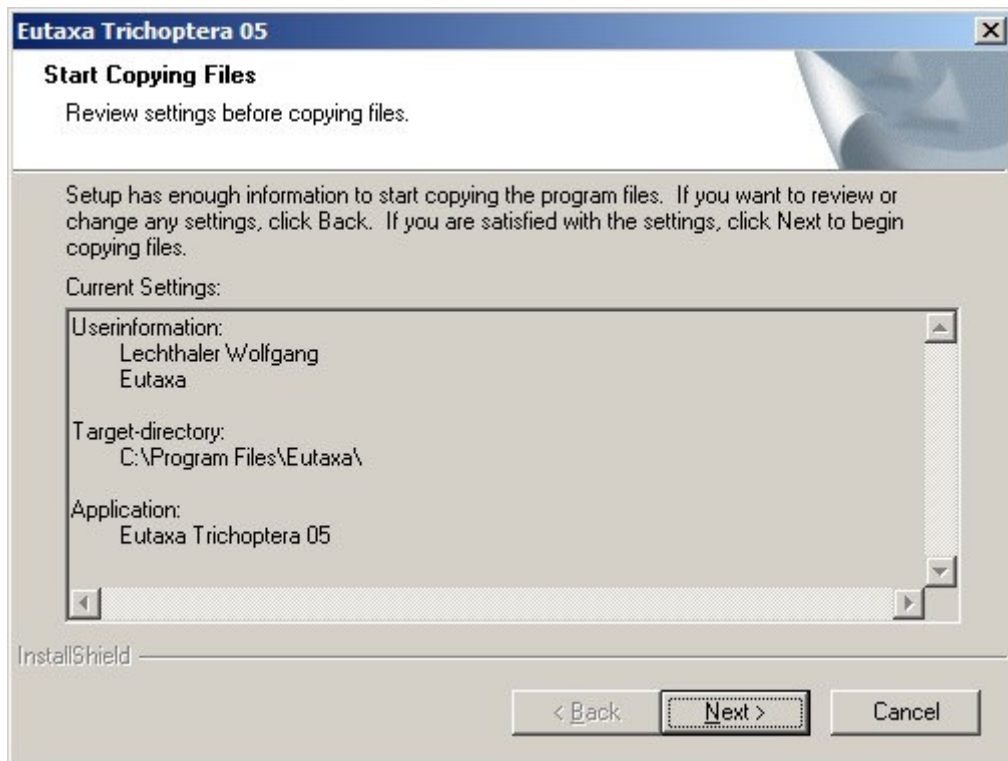 Eutaxa Trichoptera 05
Start Copying Files
Review settings before copying files.
Setup has enough information to start copying the program files.  If you want to review or
change any settings, click Back.  If you are satisfied with the settings, click Next to begin
copying files.
Current Settings:
Userinformation:
Lechthaler Wolfgang
Eutaxa
Target-directory:
C:\Program Files\Eutaxa\
Application:
Eutaxa Trichoptera 05
InstallShield
< Back
Next >
Cancel